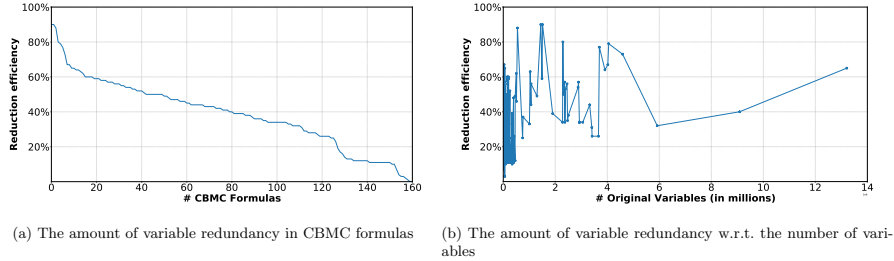 100%
80%
60%
40%
20%
Reduction efficiency
0 20 40 60 80 100 120 140 160
# CBMC Formulas
(a) The amount of variable redundancy in CBMC formulas
100%
80%
60%
40%
20%
Reduction efficiency
0 2 4 6 8 10 12 14
# Original Variables (in millions)
(b) The amount of variable redundancy w.r.t. the number of vari-
ables